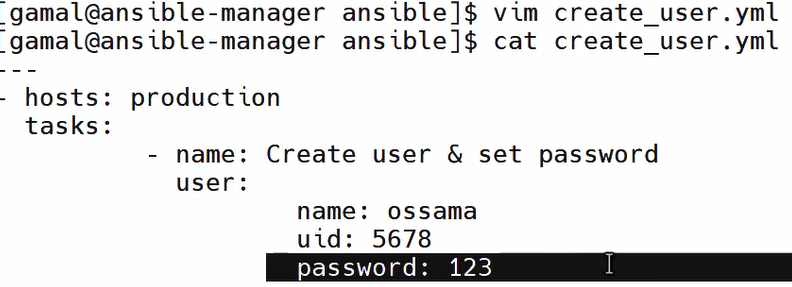 [gamal@ansible-manager ansible]$ vim create_user.yml
[gamal@ansible-manager ansible]$ cat create_user.yml
---
- hosts: production
  tasks:
          - name: Create user & set password
            user:
                    name: ossama
                    uid: 5678
                    password: 123